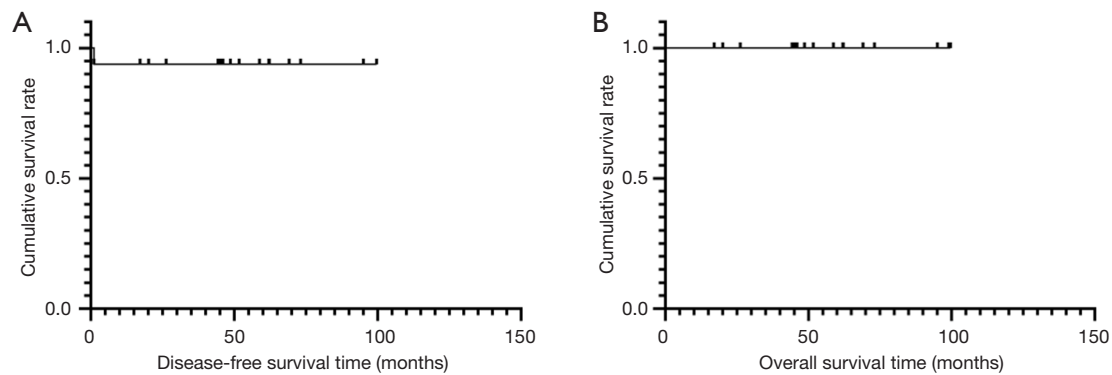 A
1.0
0.5
0.0
Cumulative survival rate
0
50
100
150
Disease-free survival time (months)
B
1.0
0.5
0.0
Cumulative survival rate
0
50
100
150
Overall survival time (months)